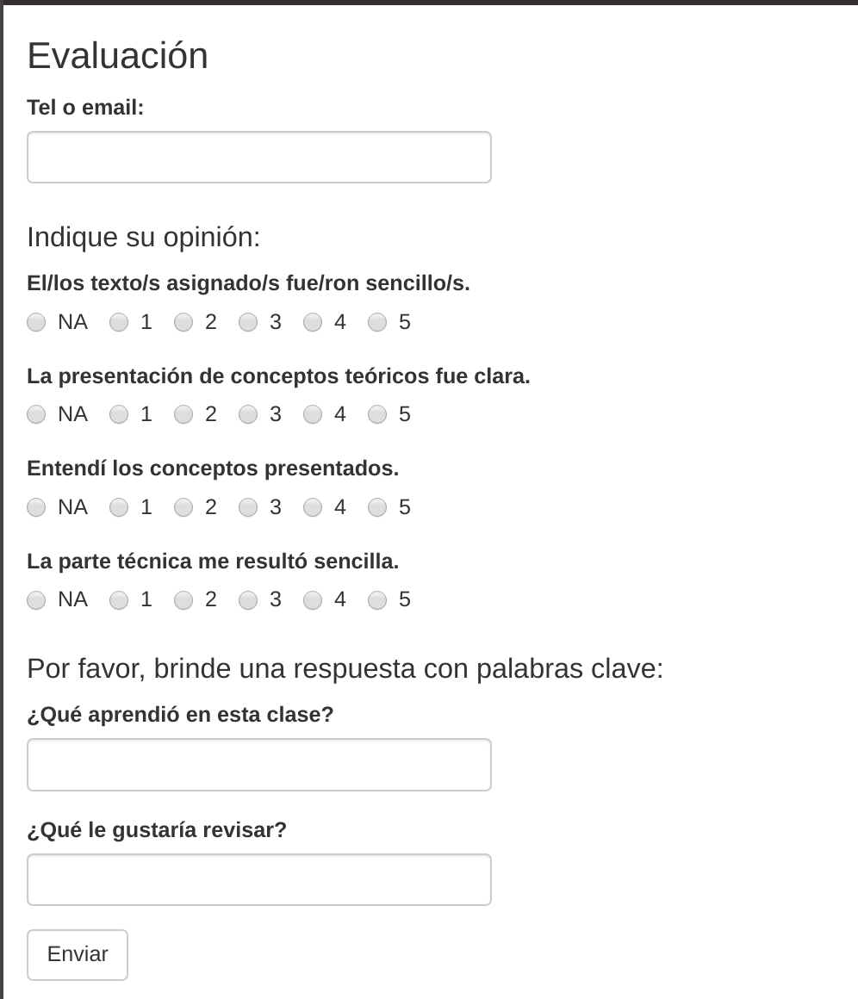 Evaluación
Tel o email:
Indique su opinión:
El/los texto/s asignado/s fue/ron sencillo/s.
NA 1 2 3 4 5
La presentación de conceptos teóricos fue clara.
NA 1 2 3 4 5
Entendí los conceptos presentados.
NA 1 2 3 4 5
La parte técnica me resultó sencilla.
NA 1 2 3 4 5
Por favor, brinde una respuesta con palabras clave:
¿Qué aprendió en esta clase?
¿Qué le gustaría revisar?
Enviar